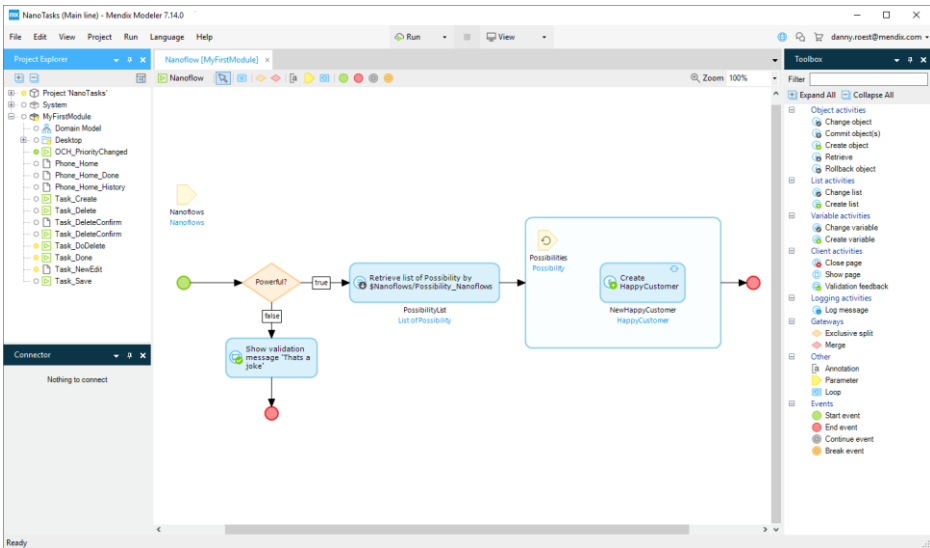 NanoTasks (Main line) - Mendix Modeler 7.14.0
File Edit View Project Run Language Help
Run
View
danny.roest@mendix.com
Project Explorer
Nanoflow [MyFirstModule]
Toolbox
Nanoflow
Zoom 100%
Filter
Expand All Collapse All
Project 'NanoTasks'
System
MyFirstModule
Domain Model
Desktop
OCH_PriorityChanged
Phone_Home
Phone_Home_Done
Phone_Home_History
Task_Create
Task_Delete
Task_DeleteConfirm
Task_DeleteConfirm
Task_DoDelete
Task_Done
Task_NewEdit
Task_Save
Connector
Nothing to connect
Nanoflows
Nanoflows
Powerful?
true
false
Retrieve list of Possibility by
$Nanoflows/Possibility_Nanoflows
PossibilityList
List of Possibility
Show validation
message 'Thats a
joke'
Possibilities
Possibility
Create
HappyCustomer
NewHappyCustomer
HappyCustomer
Object activities
Change object
Commit object(s)
Create object
Retrieve
Rollback object
List activities
Change list
Create list
Variable activities
Change variable
Create variable
Client activities
Close page
Show page
Validation feedback
Logging activities
Log message
Gateways
Exclusive split
Merge
Other
Annotation
Parameter
Loop
Events
Start event
End event
Continue event
Break event
Ready